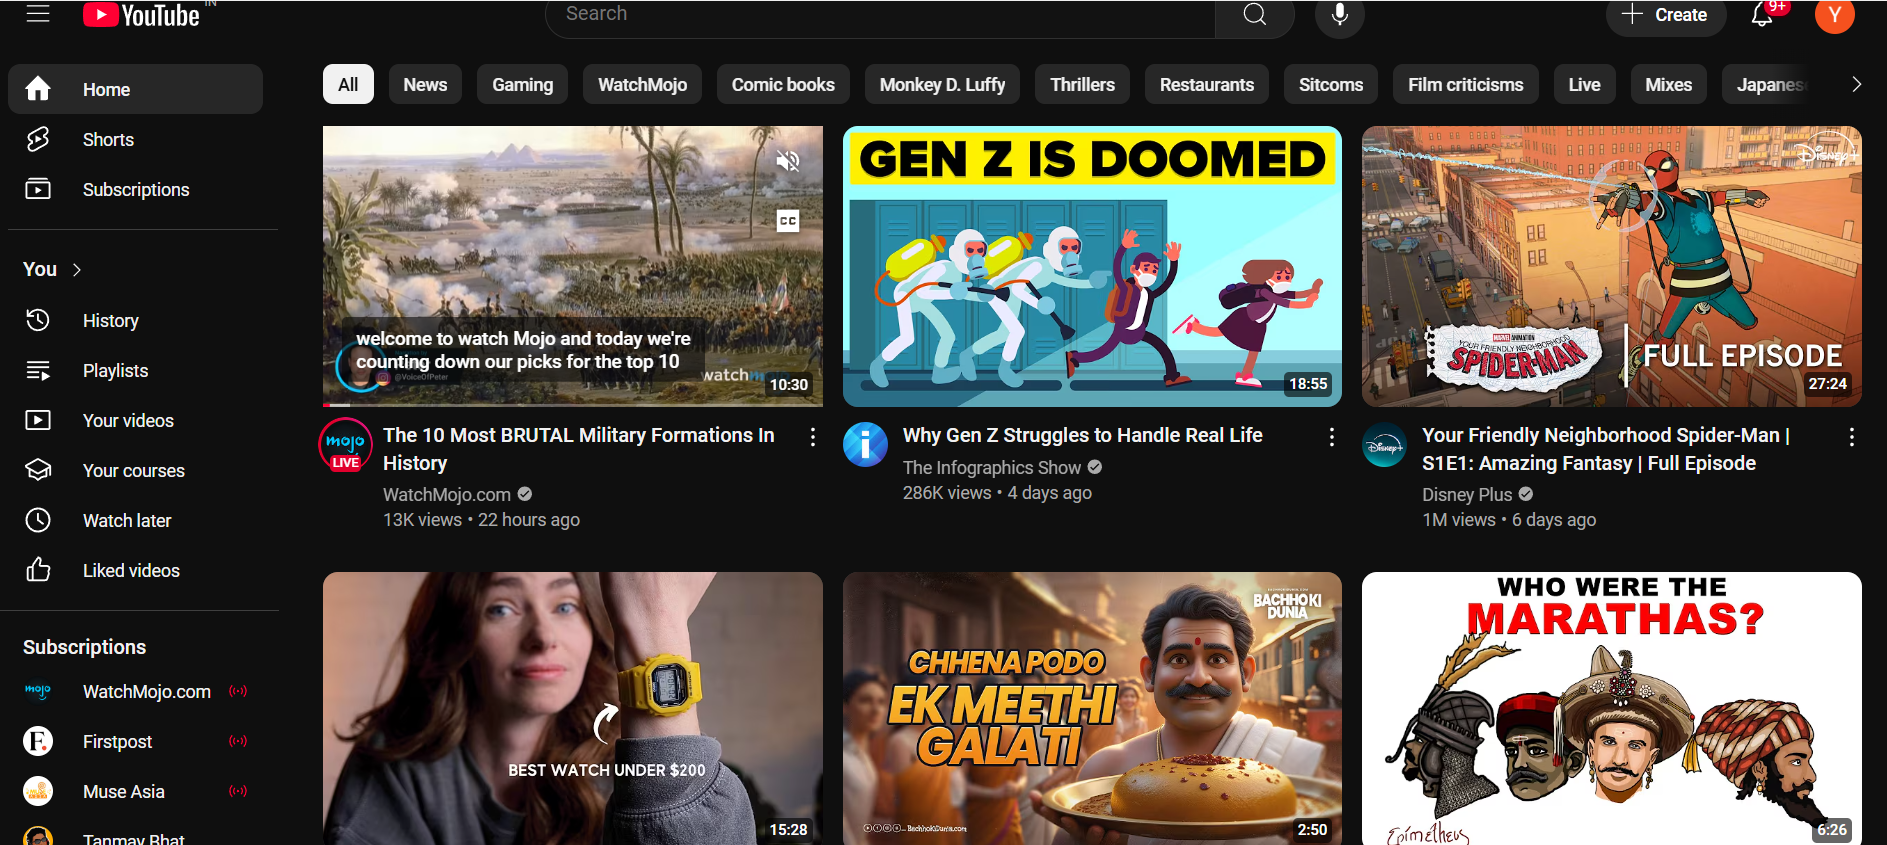 YouTube
IN
Search
Create
9+
Y
Home
Shorts
Subscriptions
You
History
Playlists
Your videos
Your courses
Watch later
Liked videos
Subscriptions
mojo
WatchMojo.com
F.
Firstpost
Muse Asia
Tanmay Bhat
All
News
Gaming
WatchMojo
Comic books
Monkey D. Luffy
Thrillers
Restaurants
Sitcoms
Film criticisms
Live
Mixes
Japanes
CC
welcome to watch Mojo and today we're
counting down our picks for the top 10
@VoiceOfPeter
watchm
10:30
mojo
LIVE
The 10 Most BRUTAL Military Formations In
History
WatchMojo.com
13K views • 22 hours ago
GEN Z IS DOOMED
18:55
i
Why Gen Z Struggles to Handle Real Life
The Infographics Show
286K views • 4 days ago
Disney+
MARVEL ANIMATION
YOUR FRIENDLY NEIGHBORHOOD
SPIDER-MAN
FULL EPISODE
27:24
Disney+
Your Friendly Neighborhood Spider-Man |
S1E1: Amazing Fantasy | Full Episode
Disney Plus
1M views • 6 days ago
BEST WATCH UNDER $200
15:28
BACHHOKI
DUNIA
CHHENA PODO
EK MEETHI
GALATI
BachhokiDunia.com
2:50
WHO WERE THE
MARATHAS?
Epimetheus
6:26